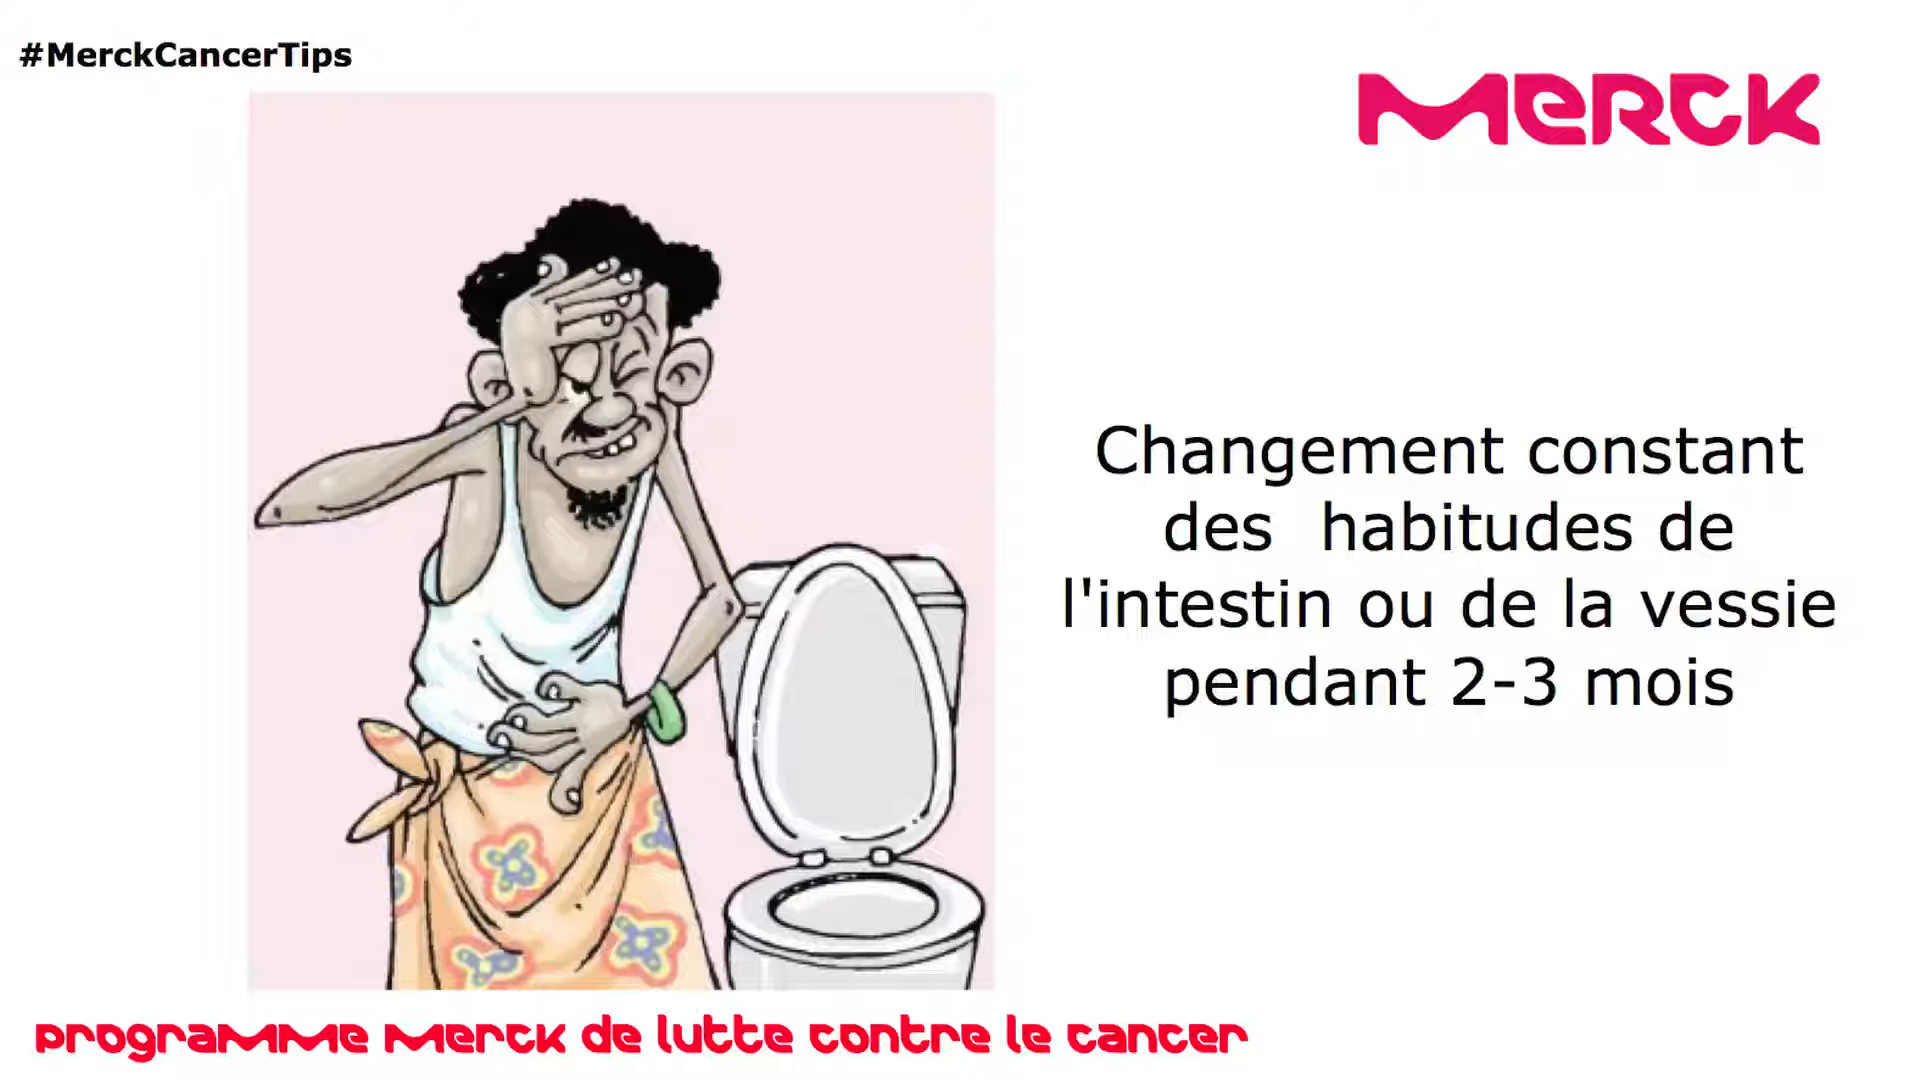 #MerckCancerTips
MERCK
Changement constant
des  habitudes de
l'intestin ou de la vessie
pendant 2-3 mois
Programme Merck de lutte contre le cancer